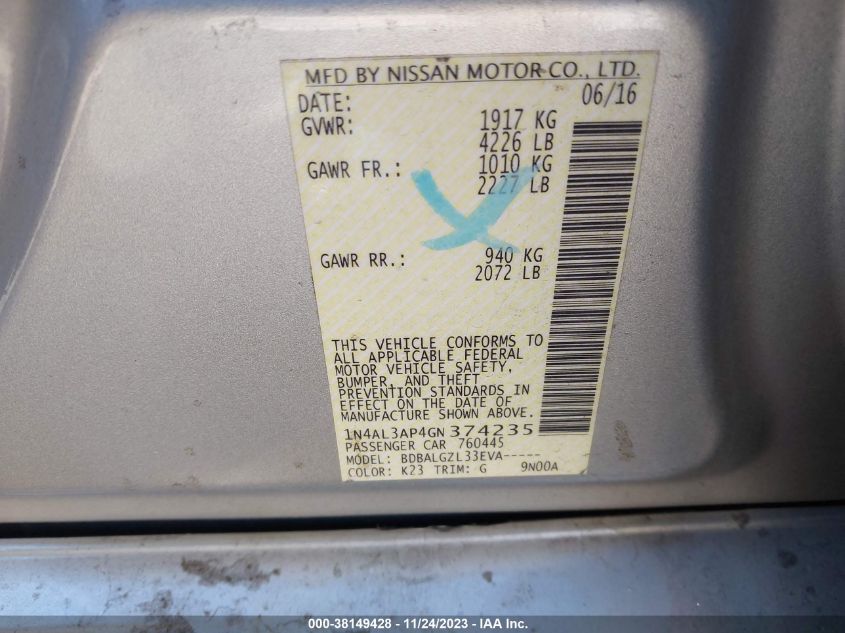 MFD BY NISSAN MOTOR CO., LTD.
DATE: 06/16
GVWR: 1917 KG
4226 LB
GAWR FR.: 1010 KG
2227 LB
GAWR RR.: 940 KG
2072 LB
THIS VEHICLE CONFORMS TO
ALL APPLICABLE FEDERAL
MOTOR VEHICLE SAFETY,
BUMPER, AND THEFT
PREVENTION STANDARDS IN
EFFECT ON THE DATE OF
MANUFACTURE SHOWN ABOVE.
1N4AL3AP4GN 374235
PASSENGER CAR 760445
MODEL: BDBALGZL33EVA-----
COLOR: K23 TRIM: G 9N00A
000-38149428 - 11/24/2023 - IAA Inc.